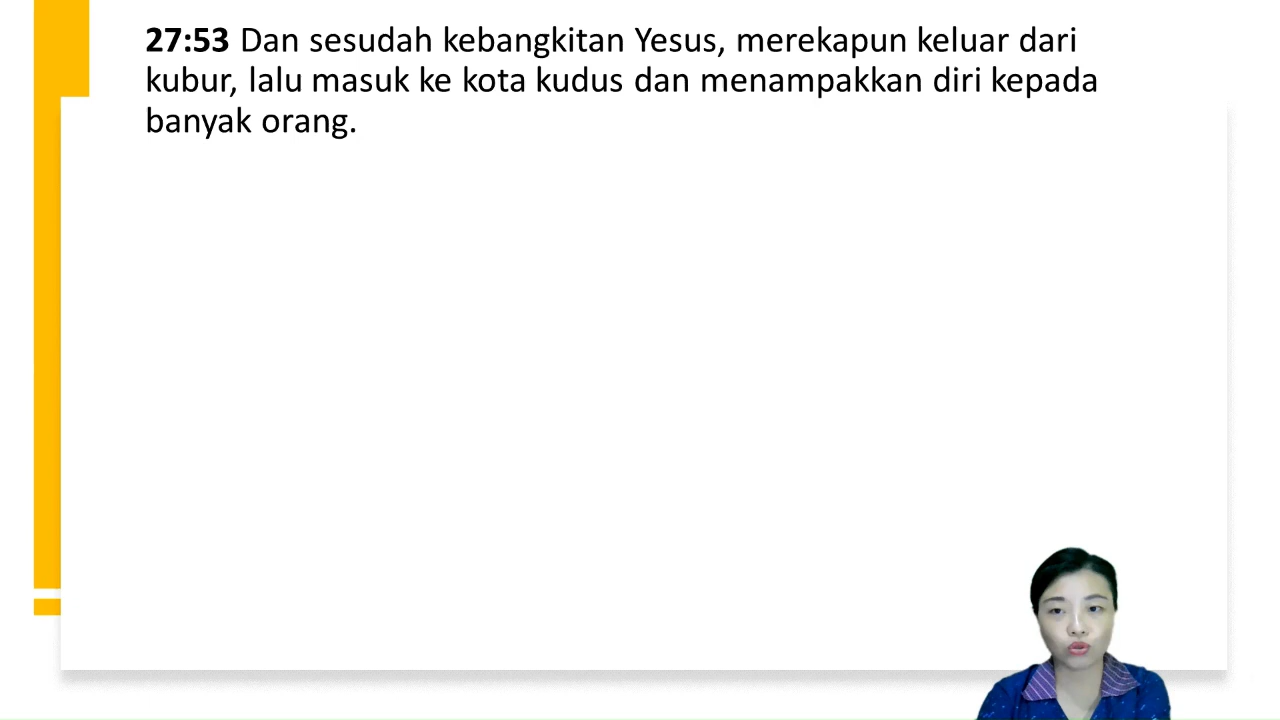 27:53 Dan sesudah kebangkitan Yesus, merekapun keluar dari
kubur, lalu masuk ke kota kudus dan menampakkan diri kepada
banyak orang.